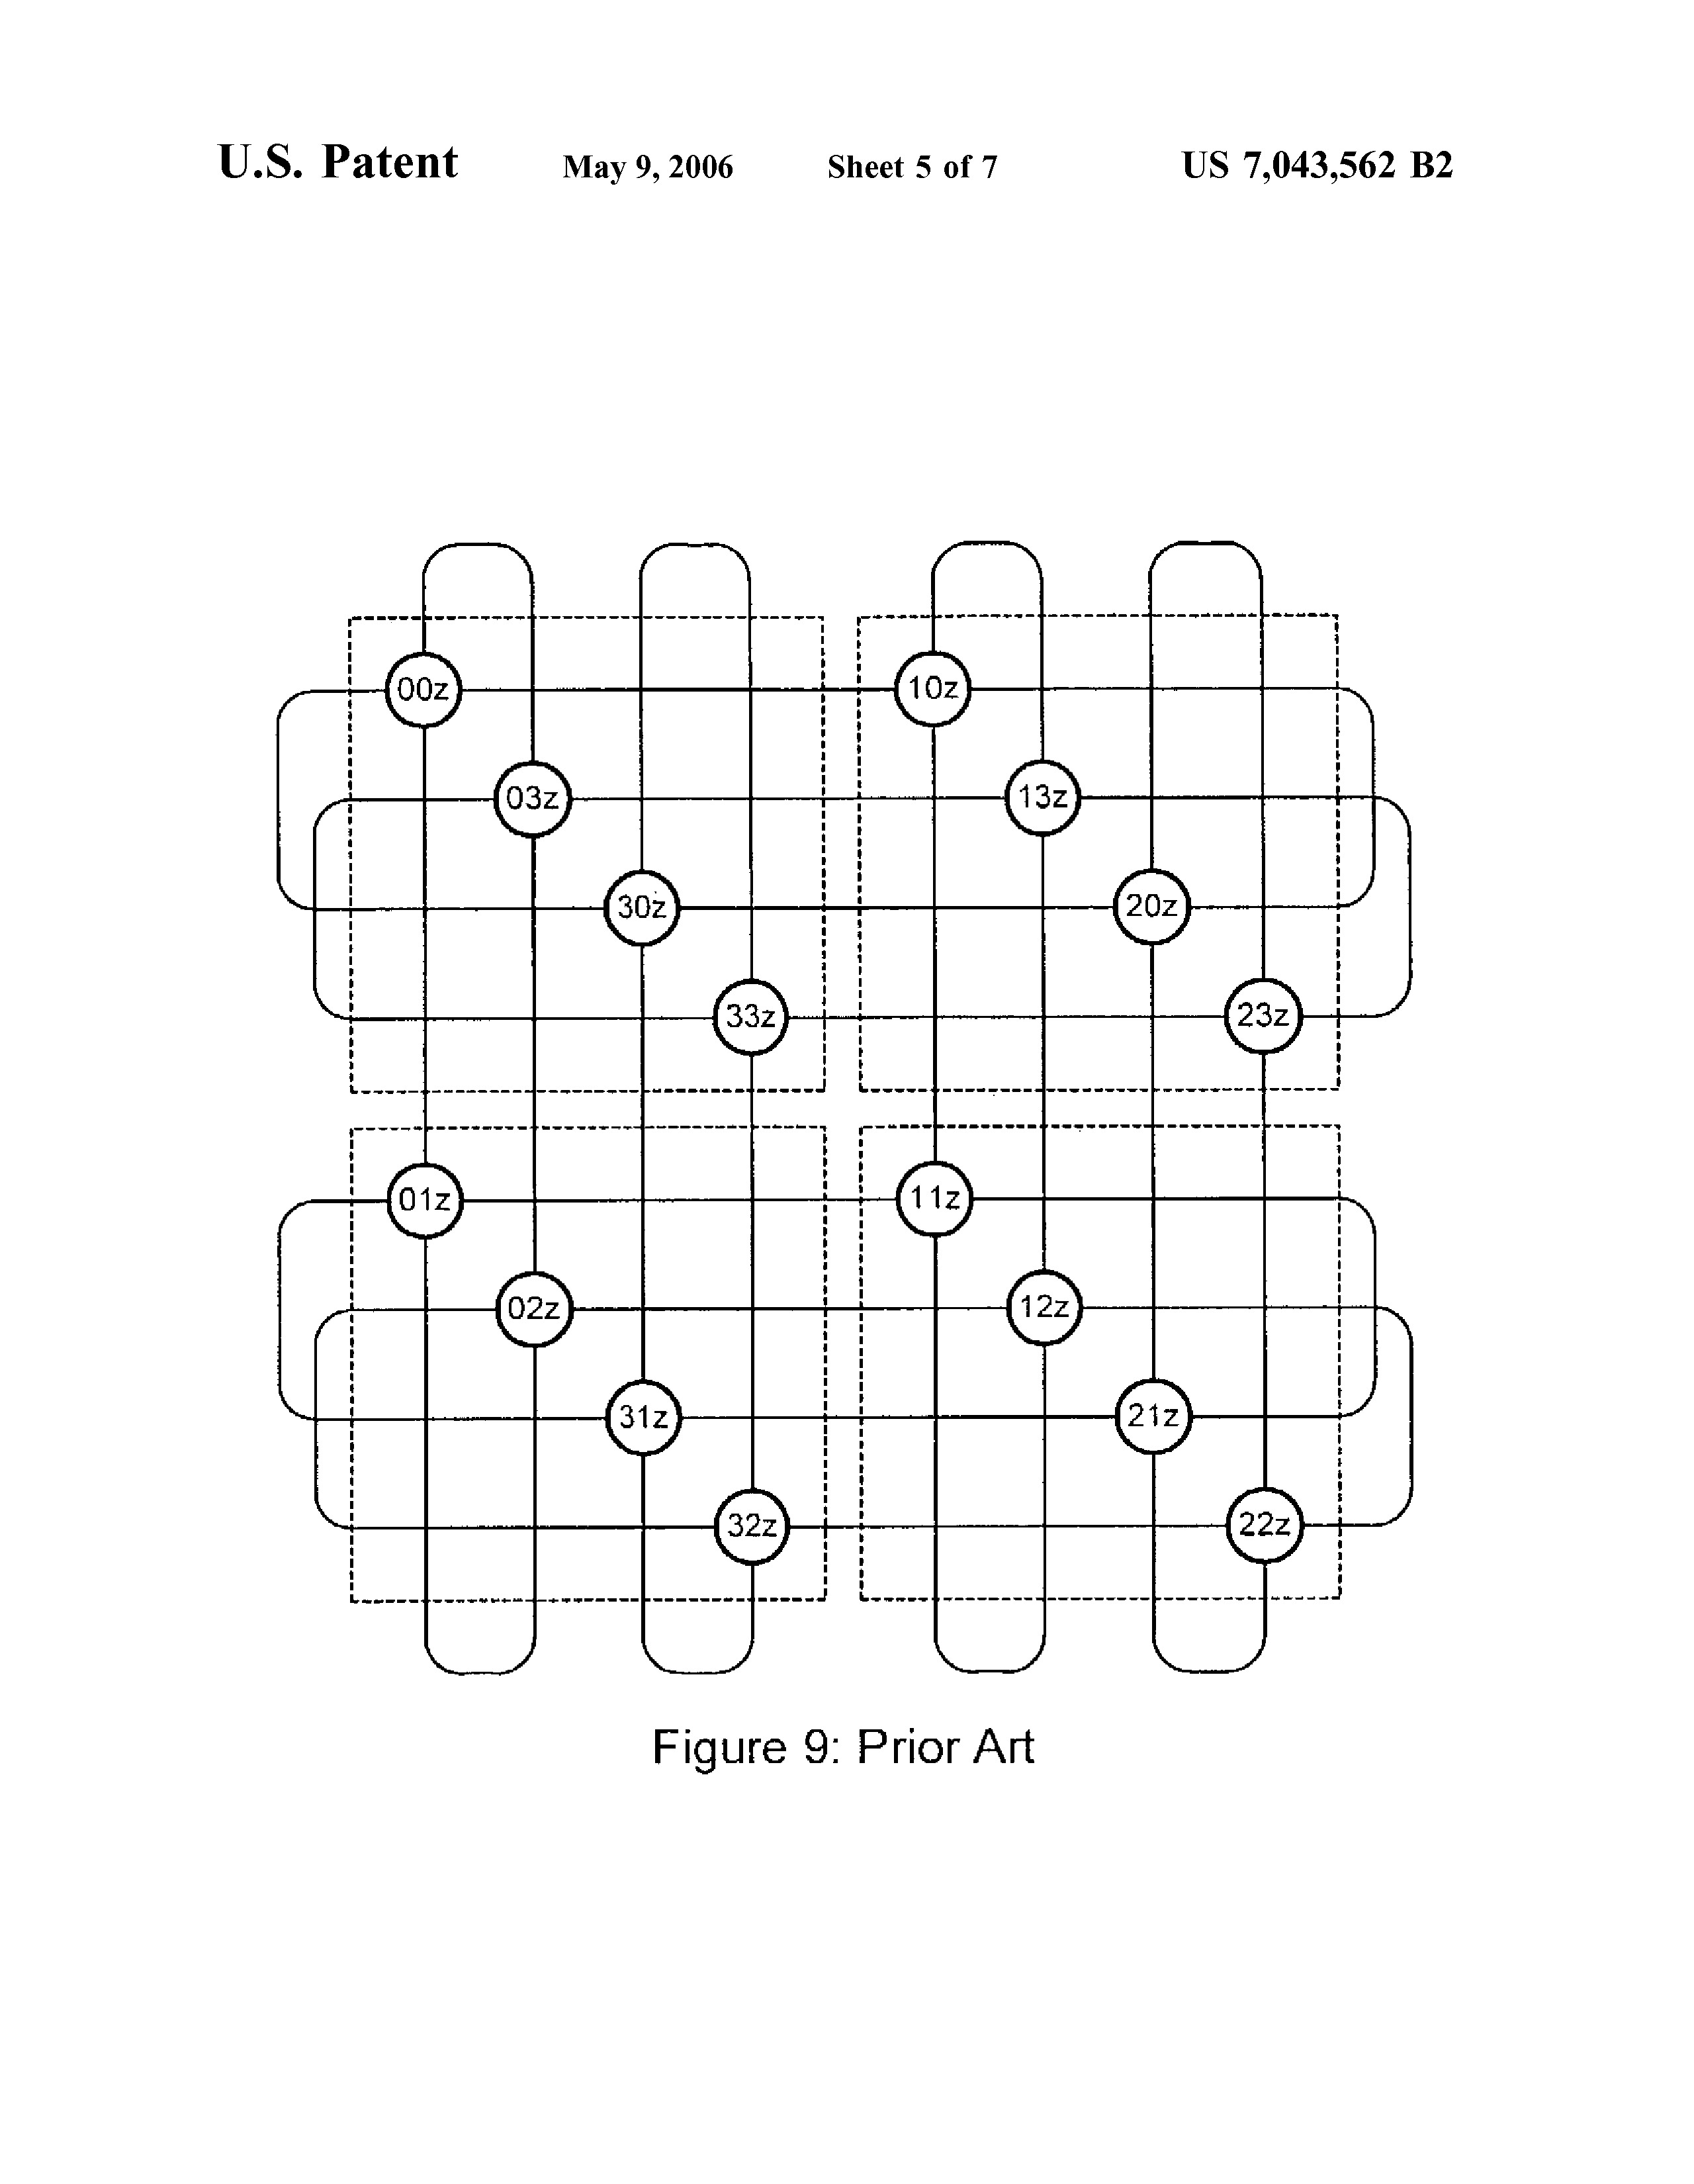 U.S. Patent May 9, 2006 Sheet 5 of 7 US 7,043,562 B2
00z 10z
03z 13z
30z 20z
33z 23z
01z 11z
02z 12z
31z 21z
32z 22z
Figure 9: Prior Art